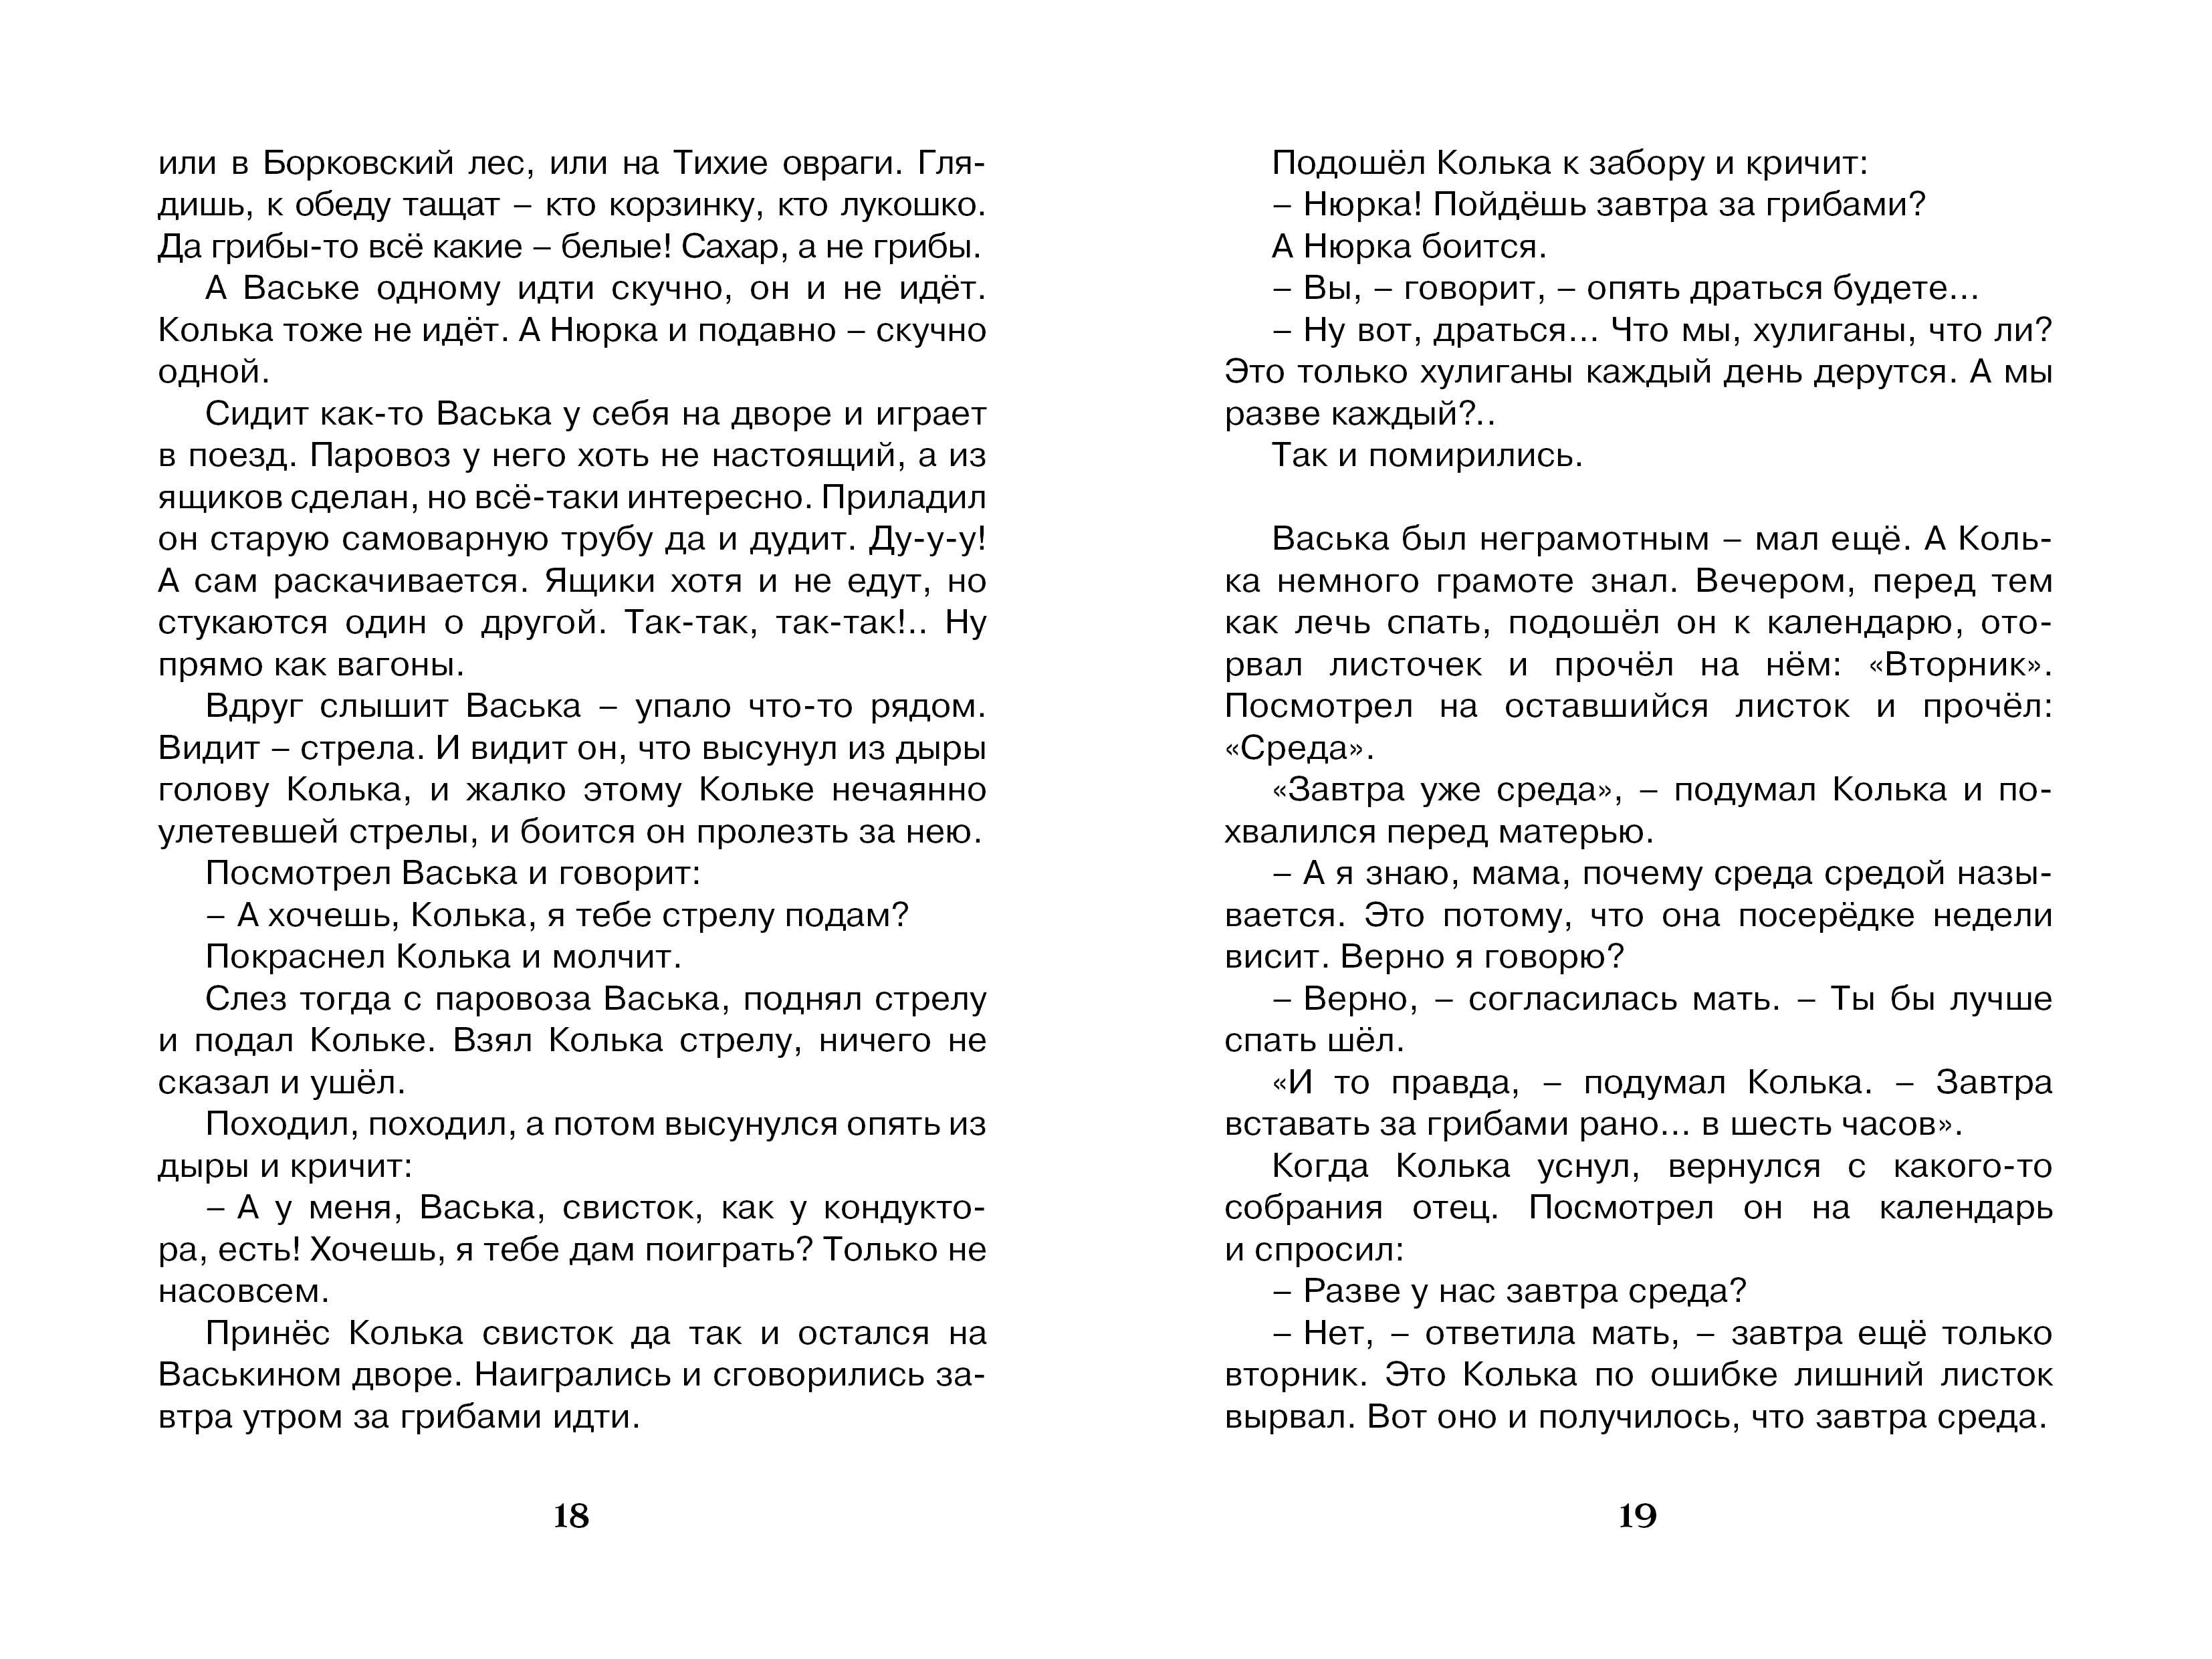 или в Борковский лес, или на Тихие овраги. Гля-
дишь, к обеду тащат – кто корзинку, кто лукошко.
Да грибы-то всё какие – белые! Сахар, а не грибы.
А Ваське одному идти скучно, он и не идёт.
Колька тоже не идёт. А Нюрка и подавно – скучно
одной.
Сидит как-то Васька у себя на дворе и играет
в поезд. Паровоз у него хоть не настоящий, а из
ящиков сделан, но всё-таки интересно. Приладил
он старую самоварную трубу да и дудит. Ду-у-у!
А сам раскачивается. Ящики хотя и не едут, но
стукаются один о другой. Так-так, так-так!.. Ну
прямо как вагоны.
Вдруг слышит Васька – упало что-то рядом.
Видит – стрела. И видит он, что высунул из дыры
голову Колька, и жалко этому Кольке нечаянно
улетевшей стрелы, и боится он пролезть за нею.
Посмотрел Васька и говорит:
– А хочешь, Колька, я тебе стрелу подам?
Покраснел Колька и молчит.
Слез тогда с паровоза Васька, поднял стрелу
и подал Кольке. Взял Колька стрелу, ничего не
сказал и ушёл.
Походил, походил, а потом высунулся опять из
дыры и кричит:
– А у меня, Васька, свисток, как у кондукто-
ра, есть! Хочешь, я тебе дам поиграть? Только не
насовсем.
Принёс Колька свисток да так и остался на
Васькином дворе. Наигрались и сговорились за-
втра утром за грибами идти.
18
Подошёл Колька к забору и кричит:
– Нюрка! Пойдёшь завтра за грибами?
А Нюрка боится.
– Вы, – говорит, – опять драться будете...
– Ну вот, драться... Что мы, хулиганы, что ли?
Это только хулиганы каждый день дерутся. А мы
разве каждый?..
Так и помирились.
Васька был неграмотным – мал ещё. А Коль-
ка немного грамоте знал. Вечером, перед тем
как лечь спать, подошёл он к календарю, ото-
рвал листочек и прочёл на нём: «Вторник».
Посмотрел на оставшийся листок и прочёл:
«Среда».
«Завтра уже среда», – подумал Колька и по-
хвалился перед матерью.
– А я знаю, мама, почему среда средой назы-
вается. Это потому, что она посерёдке недели
висит. Верно я говорю?
– Верно, – согласилась мать. – Ты бы лучше
спать шёл.
«И то правда, – подумал Колька. – Завтра
вставать за грибами рано... в шесть часов».
Когда Колька уснул, вернулся с какого-то
собрания отец. Посмотрел он на календарь
и спросил:
– Разве у нас завтра среда?
– Нет, – ответила мать, – завтра ещё только
вторник. Это Колька по ошибке лишний листок
вырвал. Вот оно и получилось, что завтра среда.
19